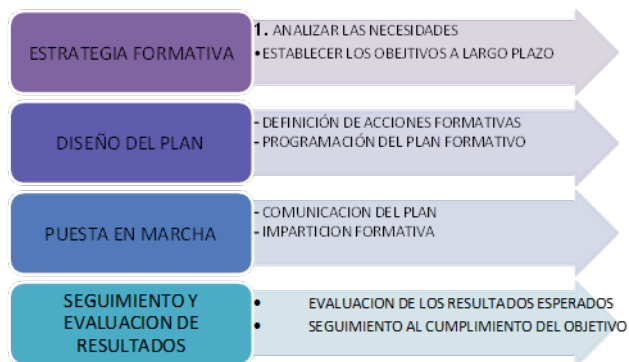 ESTRATEGIA FORMATIVA
1. ANALIZAR LAS NECESIDADES
•ESTABLECER LOS OBEJTIVOS A LARGO PLAZO
DISEÑO DEL PLAN
- DEFINICIÓN DE ACCIONES FORMATIVAS
- PROGRAMACIÓN DEL PLAN FORMATIVO
PUESTA EN MARCHA
- COMUNICACION DEL PLAN
- IMPARTICION FORMATIVA
SEGUIMIENTO Y
EVALUACION DE
RESULTADOS
• EVALUACION DE LOS RESULTADOS ESPERADOS
• SEGUIMIENTO AL CUMPLIMIENTO DEL OBJETIVO